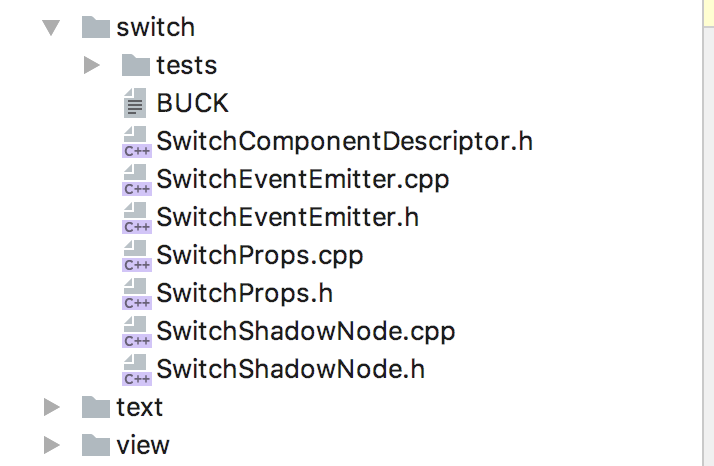 switch
tests
BUCK
C++ SwitchComponentDescriptor.h
C++ SwitchEventEmitter.cpp
C++ SwitchEventEmitter.h
C++ SwitchProps.cpp
C++ SwitchProps.h
C++ SwitchShadowNode.cpp
C++ SwitchShadowNode.h
text
view